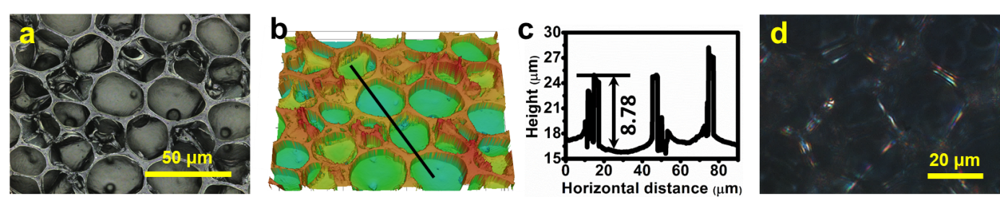 a
50 μm
b
c
Height (μm)
30
27
24
21
18
15
8.78
0
20
40
60
80
Horizontal distance (μm)
d
20 μm